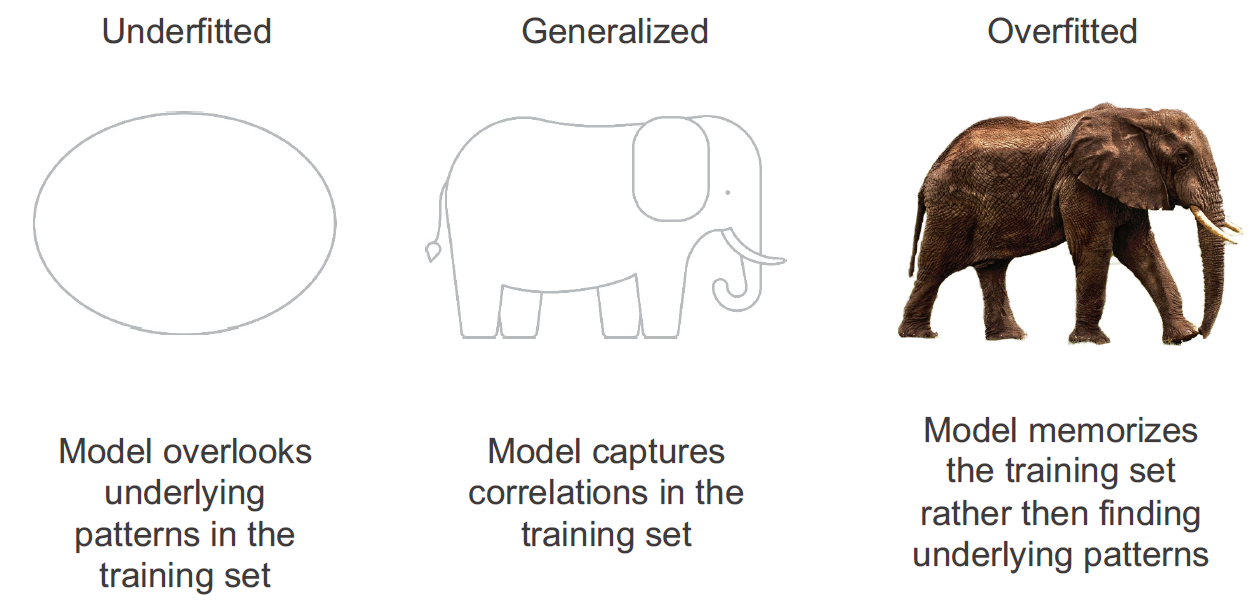 Underfitted
Generalized
Overfitted
Model overlooks
underlying
patterns in the
training set
Model captures
correlations in the
training set
Model memorizes
the training set
rather then finding
underlying patterns